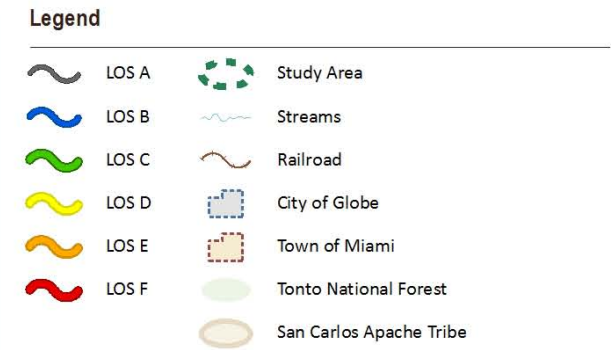 Legend
LOS A
Study Area
LOS B
Streams
LOS C
Railroad
LOS D
City of Globe
LOS E
Town of Miami
LOS F
Tonto National Forest
San Carlos Apache Tribe